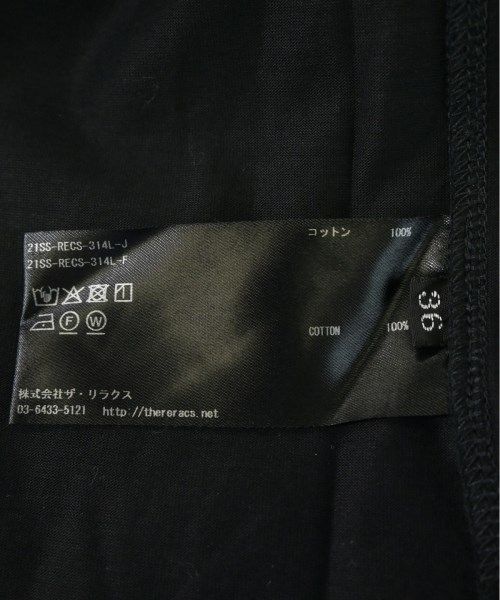 21SS-RECS-314L-J
21SS-RECS-314L-F
コットン 100%
COTTON 100%
F W
株式会社ザ・リラクス
03-6433-5121 http://thereracs.net
36